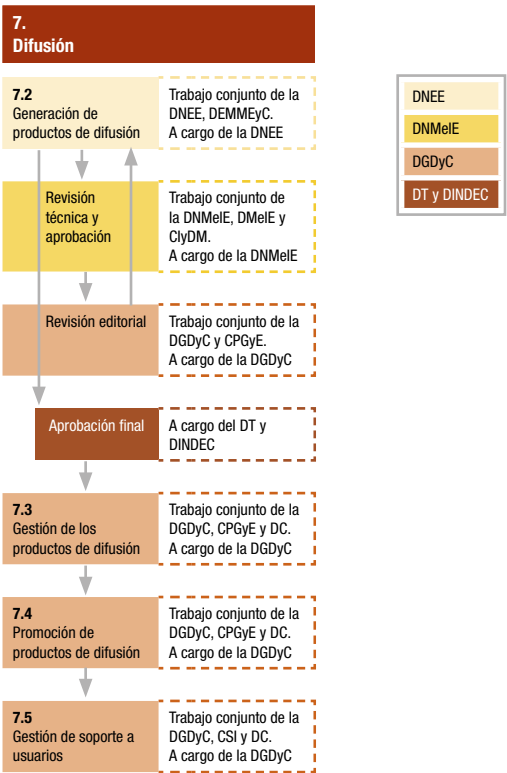 7.
Difusión
7.2
Generación de
productos de difusión
Trabajo conjunto de la
DNEE, DEMMEyC.
A cargo de la DNEE
Revisión
técnica y
aprobación
Trabajo conjunto de
la DNMeIE, DMeIE y
CIyDM.
A cargo de la DNMeIE
Revisión editorial
Trabajo conjunto de la
DGDyC y CPGyE.
A cargo de la DGDyC
Aprobación final
A cargo del DT y
DINDEC
7.3
Gestión de los
productos de difusión
Trabajo conjunto de la
DGDyC, CPGyE y DC.
A cargo de la DGDyC
7.4
Promoción de
productos de difusión
Trabajo conjunto de la
DGDyC, CPGyE y DC.
A cargo de la DGDyC
7.5
Gestión de soporte a
usuarios
Trabajo conjunto de la
DGDyC, CSI y DC.
A cargo de la DGDyC
DNEE
DNMeIE
DGDyC
DT y DINDEC